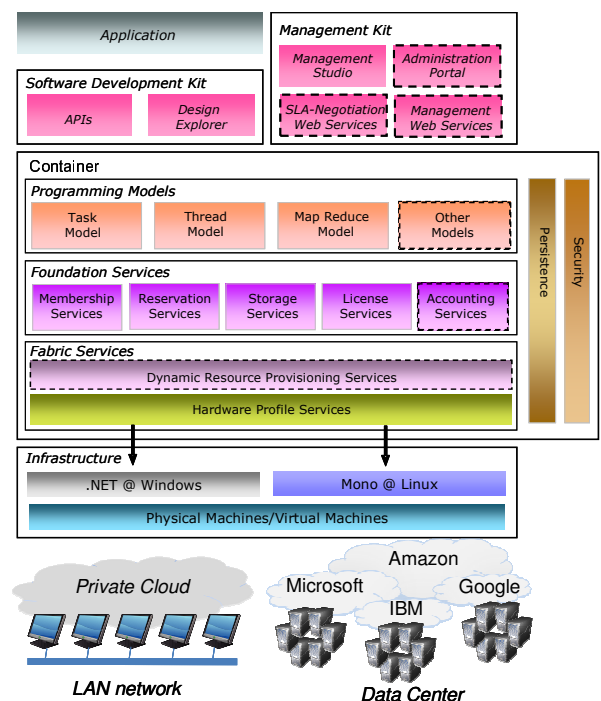 Application
Management Kit
Management
Studio
Administration
Portal
SLA-Negotiation
Web Services
Management
Web Services
Software Development Kit
APIs
Design
Explorer
Container
Programming Models
Task
Model
Thread
Model
Map Reduce
Model
Other
Models
Foundation Services
Membership
Services
Reservation
Services
Storage
Services
License
Services
Accounting
Services
Fabric Services
Dynamic Resource Provisioning Services
Hardware Profile Services
Persistence
Security
Infrastructure
.NET @ Windows
Mono @ Linux
Physical Machines/Virtual Machines
Private Cloud
LAN network
Amazon
Microsoft
Google
IBM
Data Center